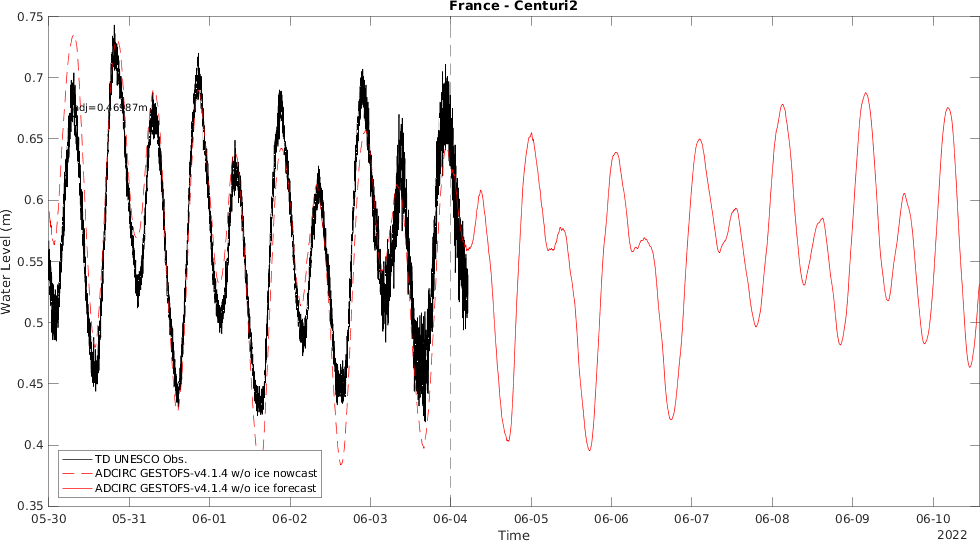 France - Centuri2
0.75
0.7
0.65
0.6
0.55
0.5
0.45
0.4
0.35
Water Level (m)
adj=0.46987m
TD UNESCO Obs.
ADCIRC GESTOFS-v4.1.4 w/o ice nowcast
ADCIRC GESTOFS-v4.1.4 w/o ice forecast
05-30 05-31 06-01 06-02 06-03 06-04 06-05 06-06 06-07 06-08 06-09 06-10
Time
2022